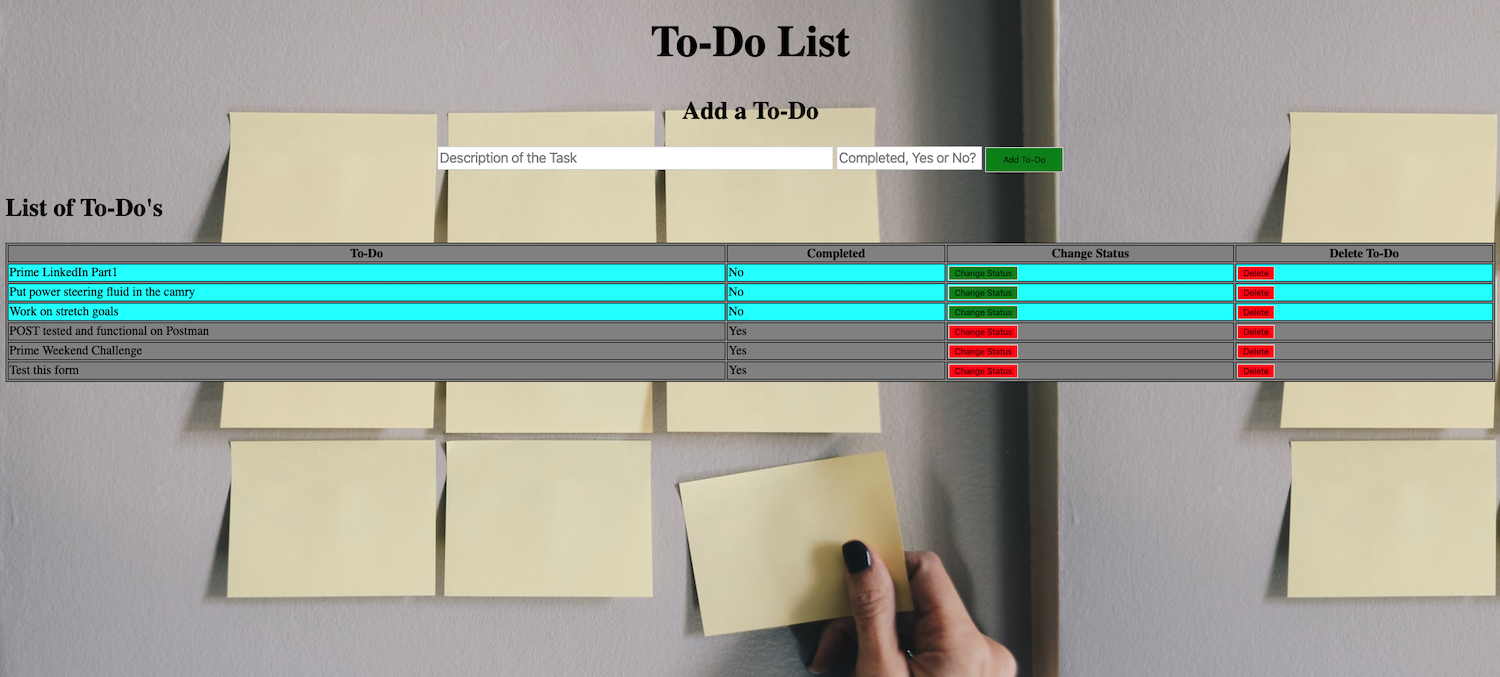 To-Do List
Add a To-Do
Description of the Task Completed, Yes or No? Add To-Do
List of To-Do's
To-Do Completed Change Status Delete To-Do
Prime LinkedIn Part1 No Change Status Delete
Put power steering fluid in the camry No Change Status Delete
Work on stretch goals No Change Status Delete
POST tested and functional on Postman Yes Change Status Delete
Prime Weekend Challenge Yes Change Status Delete
Test this form Yes Change Status Delete